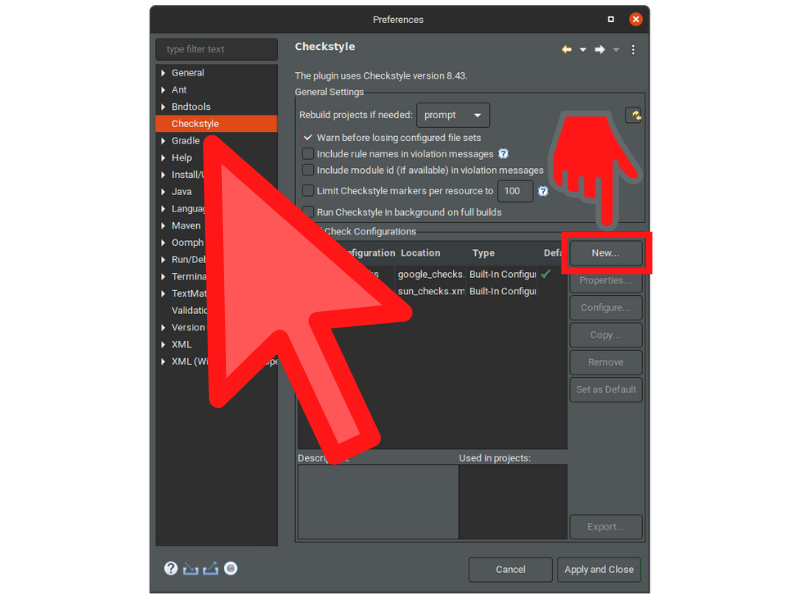 Preferences
type filter text
General
Ant
Bndtools
Checkstyle
Gradle
Help
Install/
Java
Languag
Maven
Oomph
Run/Deb
Termina
TextMat
Validatio
Version
XML
XML (Wi
Checkstyle
The plugin uses Checkstyle version 8.43.
General Settings
Rebuild projects if needed: prompt
Warn before losing configured file sets
Include rule names in violation messages
Include module id (if available) in violation messages
Limit Checkstyle markers per resource to 100
Run Checkstyle in background on full builds
Check Configurations
figuration Location Type Defa
google_checks. Built-In Configur
sun_checks.xm Built-In Configur
New...
Properties...
Configure...
Copy...
Remove
Set as Default
Used in projects:
Export...
Cancel Apply and Close